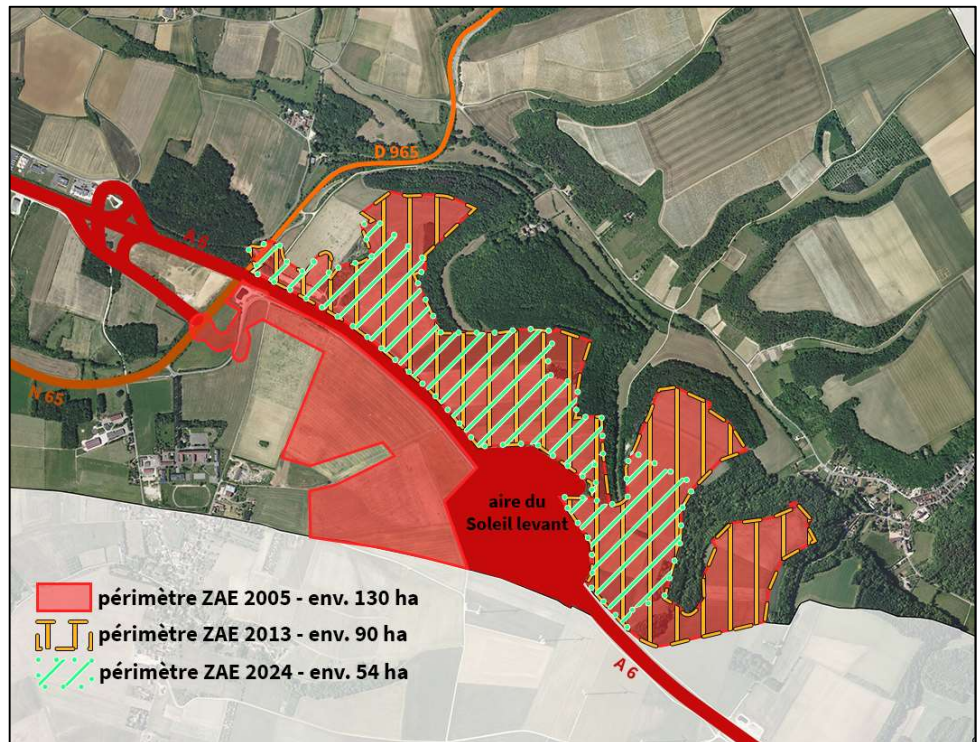 D 965
A 6
N 65
aire du
Soleil levant
périmètre ZAE 2005 - env. 130 ha
périmètre ZAE 2013 - env. 90 ha
périmètre ZAE 2024 - env. 54 ha
A 6